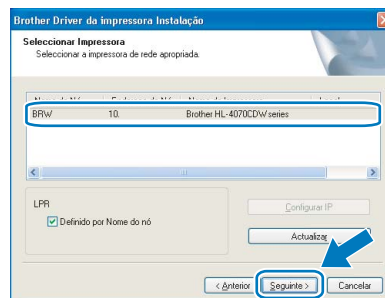 Brother Driver da impressora Instalação
Seleccionar Impressora
Seleccionar a impressora de rede apropriada.
BRW 10. Brother HL-4070CDW series
LPR
Definido por Nome do nó
Configurar IP
Actualizar
< Anterior
Seguinte >
Cancelar